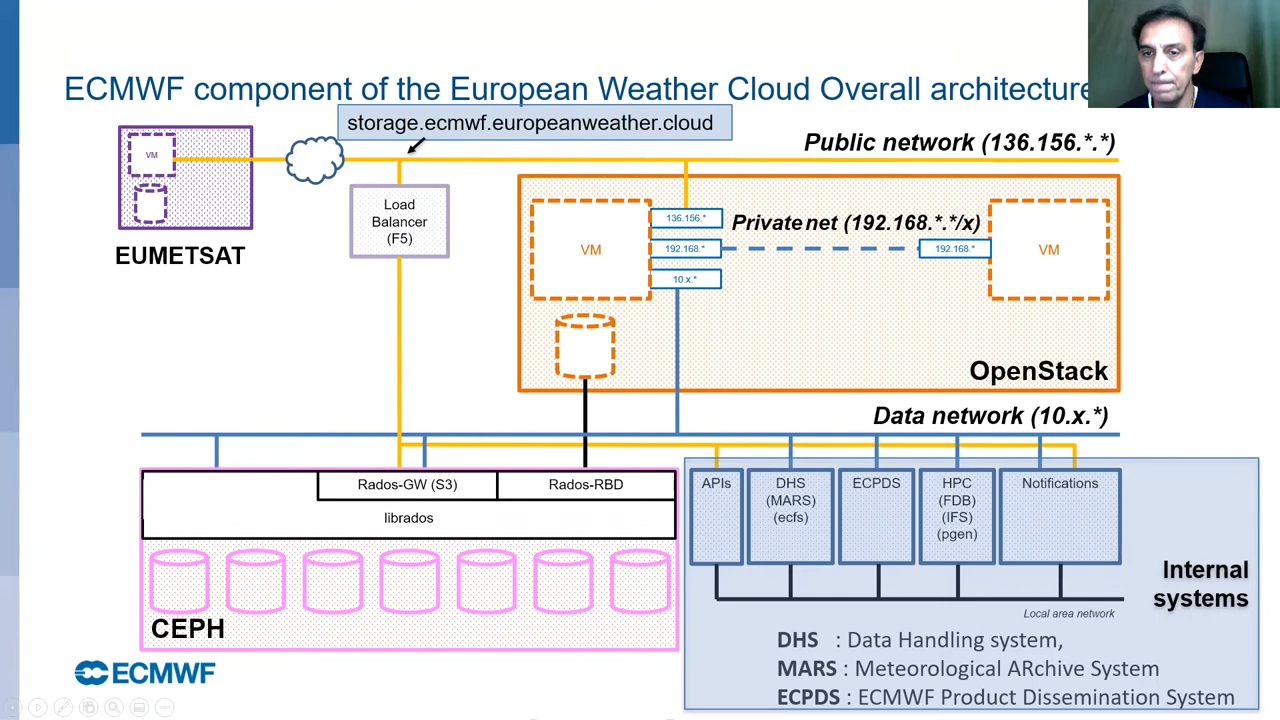 ECMWF component of the European Weather Cloud Overall architecture
storage.ecmwf.europeanweather.cloud
Public network (136.156.*.*)
VM
EUMETSAT
Load
Balancer
(F5)
VM
136.156.*
192.168.*
10.x.*
Private net (192.168.*.*/x)
192.168.*
VM
OpenStack
Data network (10.x.*)
Rados-GW (S3)
Rados-RBD
librados
CEPH
APIs
DHS
(MARS)
(ecfs)
ECPDS
HPC
(FDB)
(IFS)
(pgen)
Notifications
Internal
systems
Local area network
DHS : Data Handling system,
MARS : Meteorological ARchive System
ECPDS : ECMWF Product Dissemination System
ECMWF